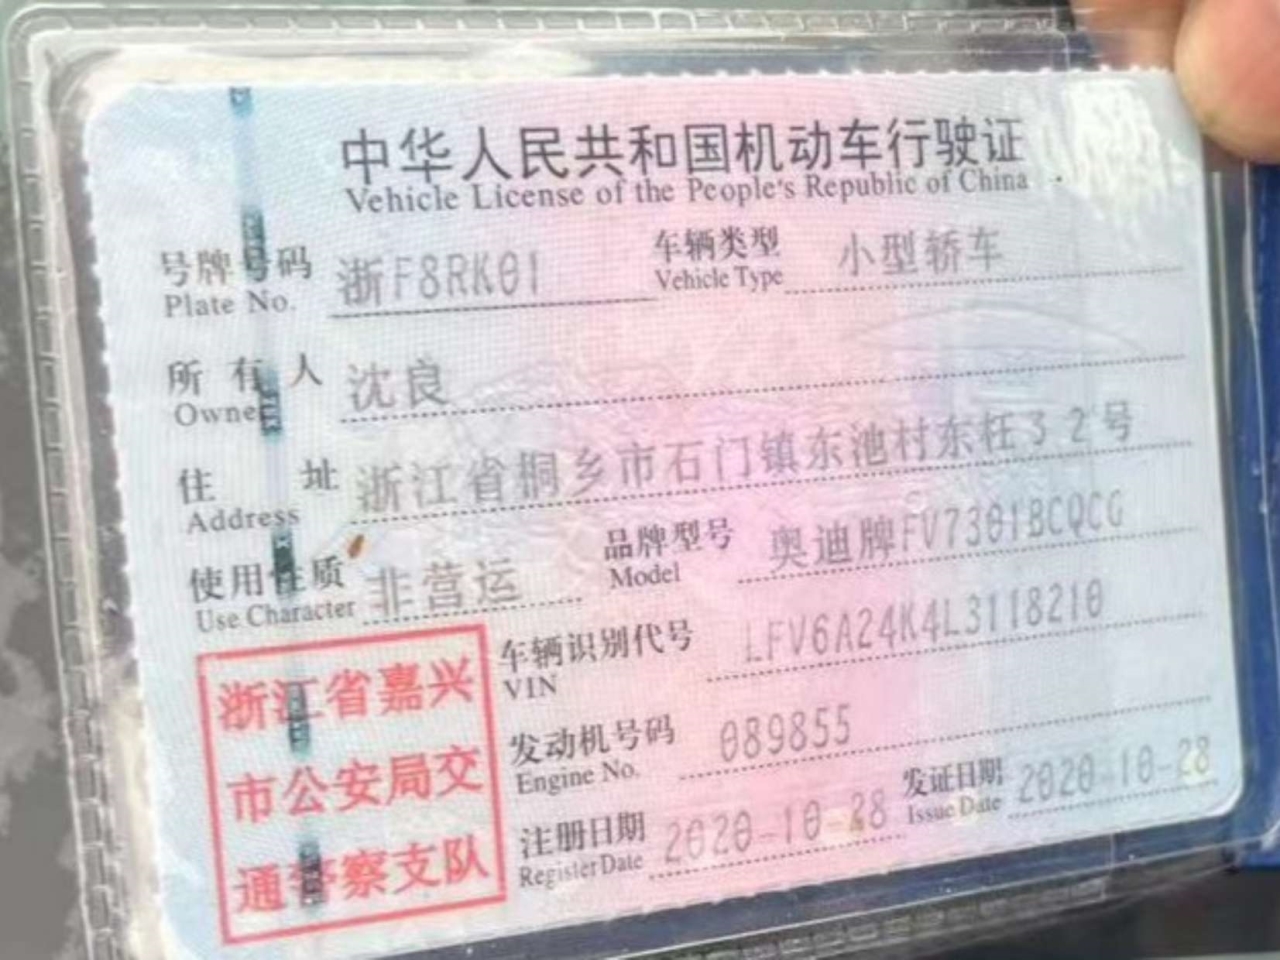 中华人民共和国机动车行驶证
Vehicle License of the People's Republic of China
号牌号码 浙F8RK01 车辆类型 小型轿车
Plate No. Vehicle Type
所有人 沈良
Owner
住址 浙江省桐乡市石门镇东池村东枉32号
Address
使用性质 非营运 品牌型号 奥迪牌FV7301BCQCG
Use Character Model
车辆识别代号 LFV6A24K4L3118210
VIN
发动机号码 089855
Engine No.
注册日期 2020-10-28 发证日期 2020-10-28
Register Date Issue Date
浙江省嘉兴
市公安局交
通警察支队